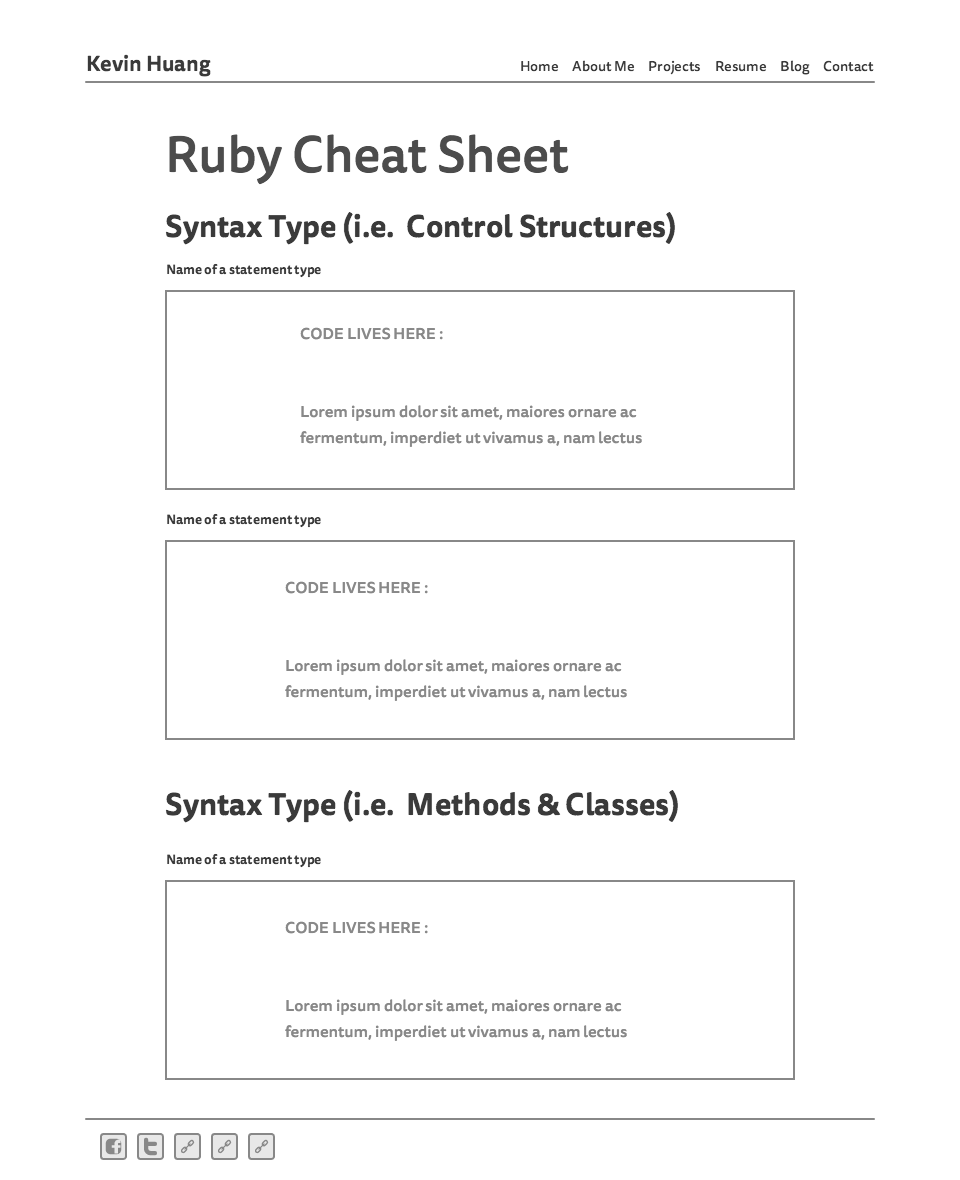 Kevin Huang
Home About Me Projects Resume Blog Contact
Ruby Cheat Sheet
Syntax Type (i.e. Control Structures)
Name of a statement type
CODE LIVES HERE :
Lorem ipsum dolor sit amet, maiores ornare ac
fermentum, imperdiet ut vivamus a, nam lectus
Name of a statement type
CODE LIVES HERE :
Lorem ipsum dolor sit amet, maiores ornare ac
fermentum, imperdiet ut vivamus a, nam lectus
Syntax Type (i.e. Methods & Classes)
Name of a statement type
CODE LIVES HERE :
Lorem ipsum dolor sit amet, maiores ornare ac
fermentum, imperdiet ut vivamus a, nam lectus